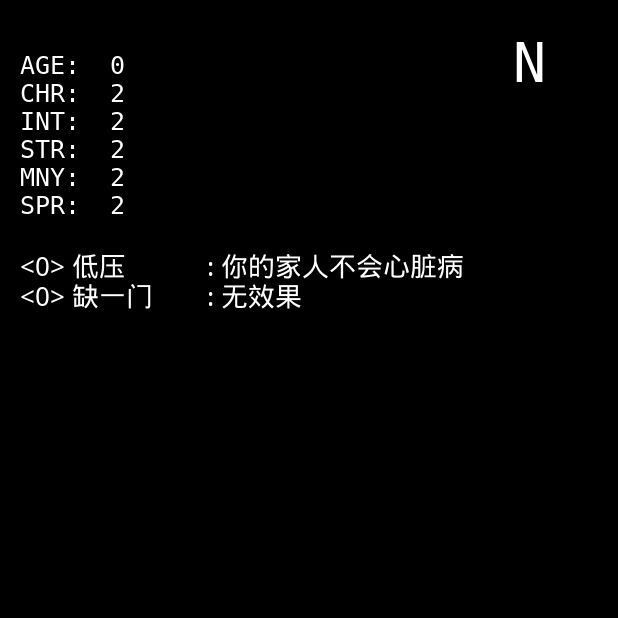 N
AGE: 0
CHR: 2
INT: 2
STR: 2
MNY: 2
SPR: 2
<O> 低压 : 你的家人不会心脏病
<O> 缺一门 : 无效果